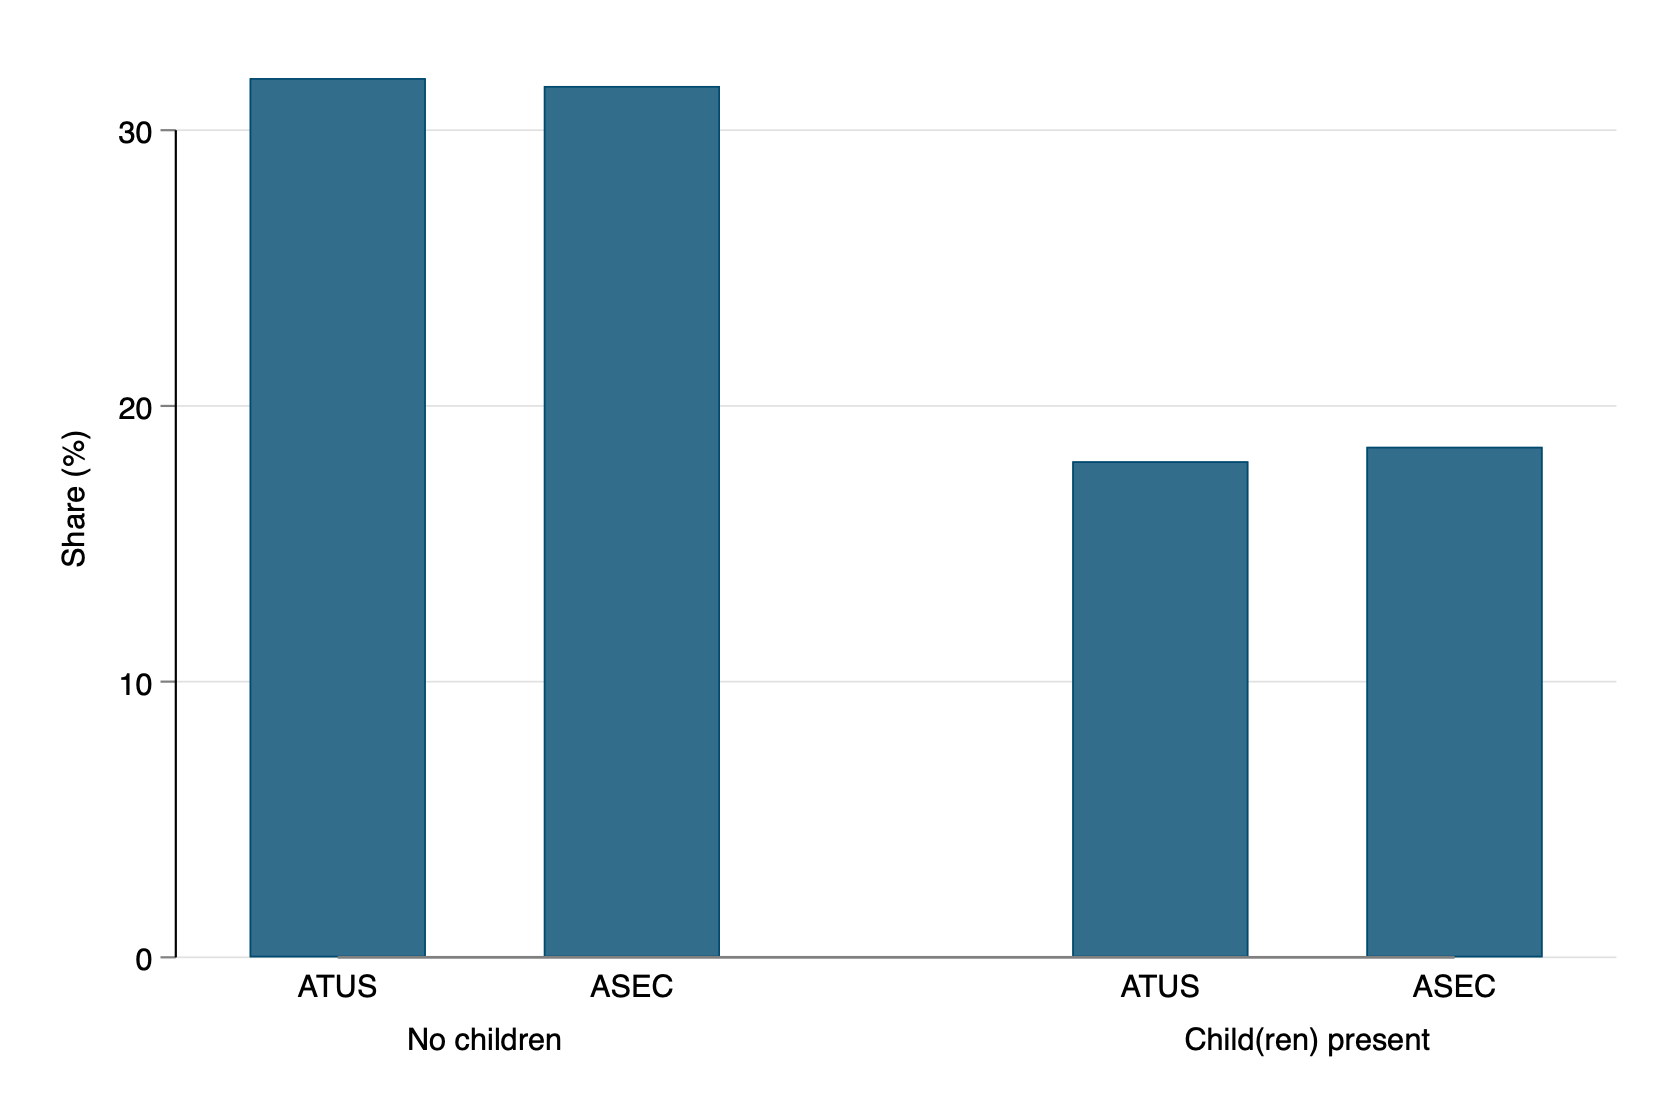 Share (%)
30
20
10
0
ATUS ASEC ATUS ASEC
No children Child(ren) present